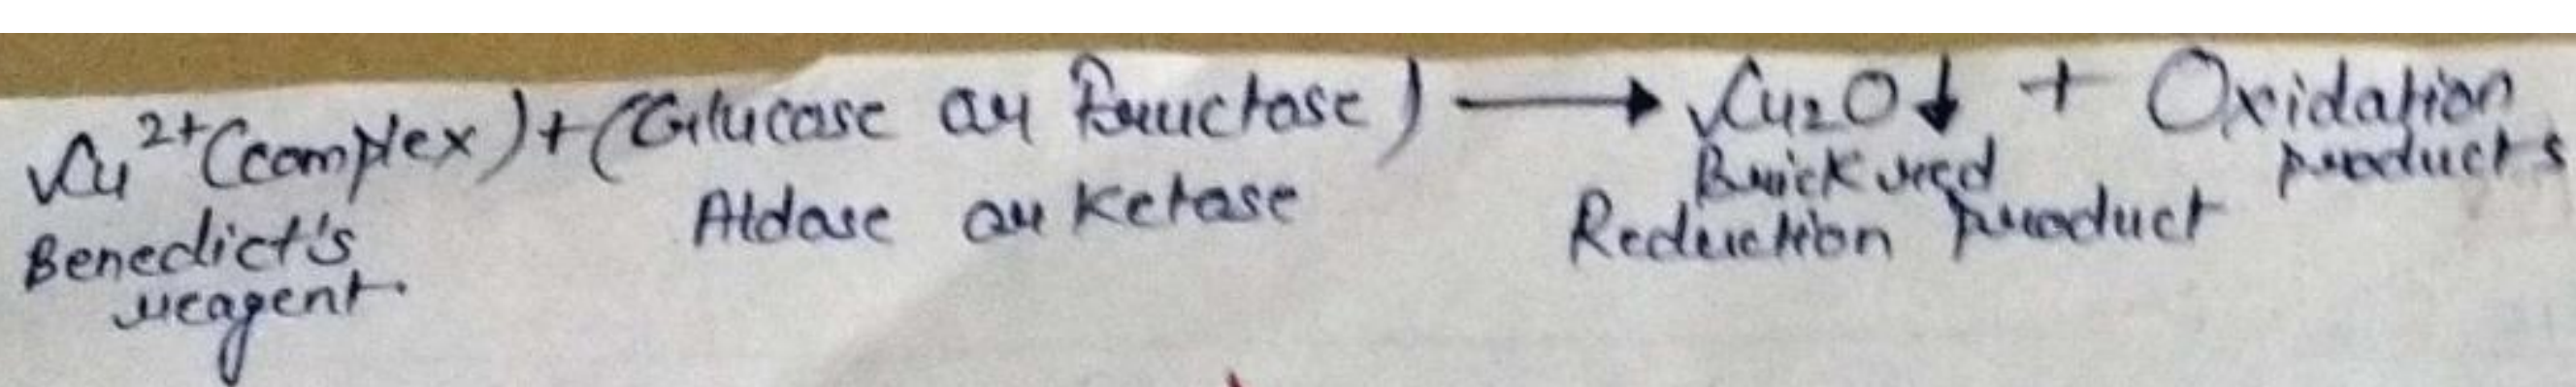 Cu²⁺(complex) + (Glucose or Fructose) ⟶ Cu₂O↓ + Oxidation products
Benedict's reagent
Aldose or Ketose
Brick red
Reduction product